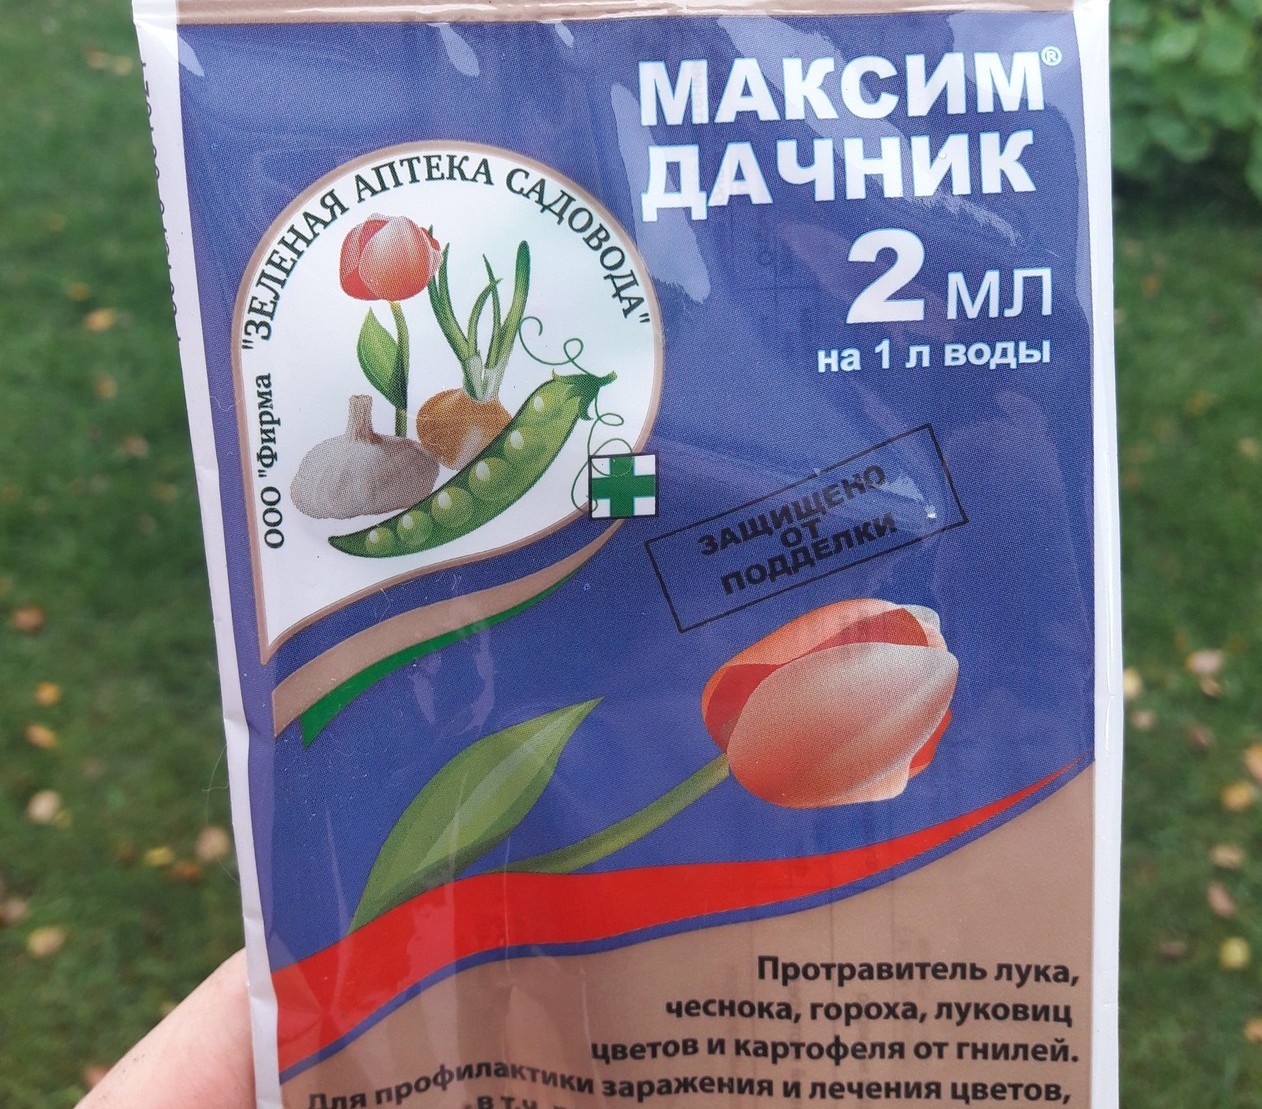 МАКСИМ®
ДАЧНИК
2 мл
на 1 л воды
ООО "Фирма "ЗЕЛЕНАЯ АПТЕКА САДОВОДА"
ЗАЩИЩЕНО
ОТ
ПОДДЕЛКИ
Протравитель лука,
чеснока, гороха, луковиц
цветов и картофеля от гнилей.
Для профилактики заражения и лечения цветов,
в т.ч.